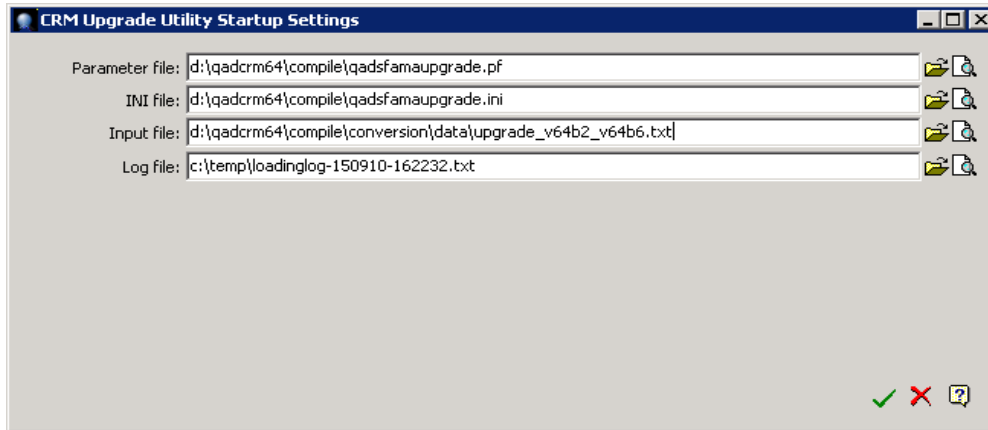 CRM Upgrade Utility Startup Settings
Parameter file: d:\qadcrm64\compile\qadsfamaupgrade.pf
INI file: d:\qadcrm64\compile\qadsfamaupgrade.ini
Input file: d:\qadcrm64\compile\conversion\data\upgrade_v64b2_v64b6.txt
Log file: c:\temp\loadinglog-150910-162232.txt